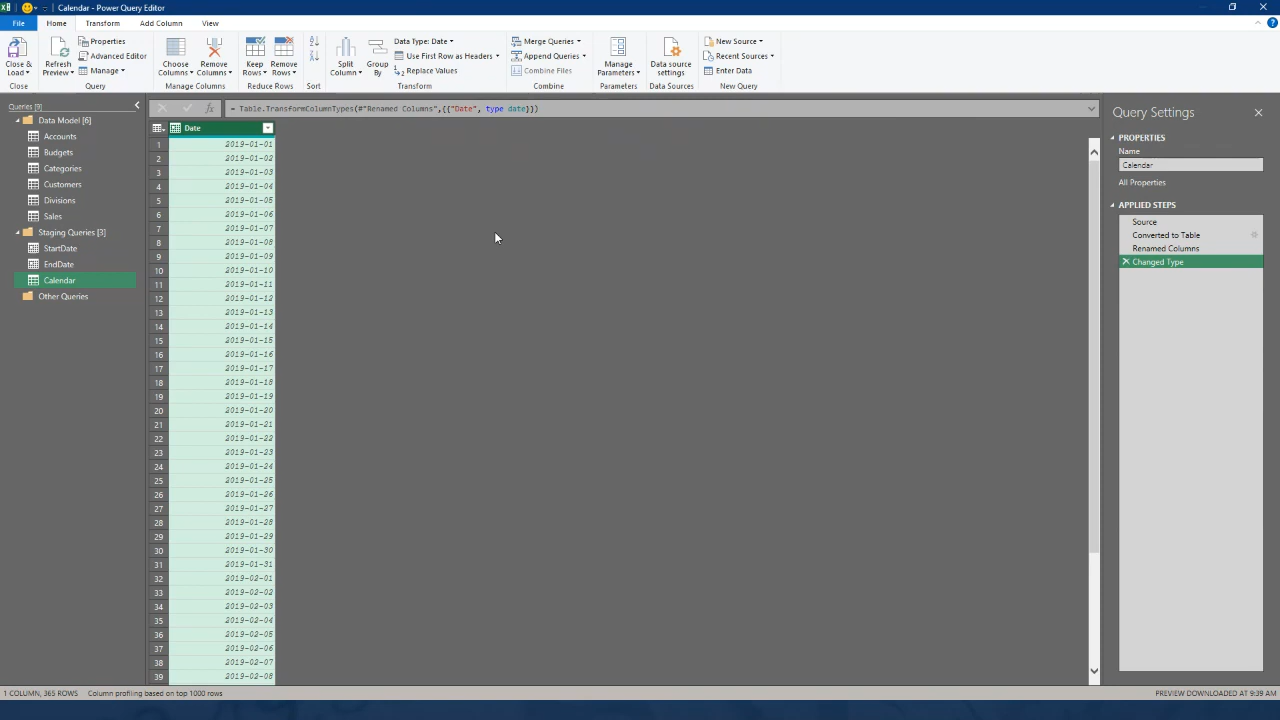 Calendar - Power Query Editor
File
Home
Transform
Add Column
View
Close & Load
Close
Refresh Preview
Properties
Advanced Editor
Manage
Query
Choose Columns
Remove Columns
Manage Columns
Keep Rows
Remove Rows
Reduce Rows
Sort
Split Column
Group By
Data Type: Date
Use First Row as Headers
Replace Values
Transform
Merge Queries
Append Queries
Combine Files
Combine
Manage Parameters
Parameters
Data source settings
Data Sources
New Source
Recent Sources
Enter Data
New Query
Queries [9]
Data Model [6]
Accounts
Budgets
Categories
Customers
Divisions
Sales
Staging Queries [3]
StartDate
EndDate
Calendar
Other Queries
fx
= Table.TransformColumnTypes(#"Renamed Columns",{{"Date", type date}})
Date
1 2019-01-01
2 2019-01-02
3 2019-01-03
4 2019-01-04
5 2019-01-05
6 2019-01-06
7 2019-01-07
8 2019-01-08
9 2019-01-09
10 2019-01-10
11 2019-01-11
12 2019-01-12
13 2019-01-13
14 2019-01-14
15 2019-01-15
16 2019-01-16
17 2019-01-17
18 2019-01-18
19 2019-01-19
20 2019-01-20
21 2019-01-21
22 2019-01-22
23 2019-01-23
24 2019-01-24
25 2019-01-25
26 2019-01-26
27 2019-01-27
28 2019-01-28
29 2019-01-29
30 2019-01-30
31 2019-01-31
32 2019-02-01
33 2019-02-02
34 2019-02-03
35 2019-02-04
36 2019-02-05
37 2019-02-06
38 2019-02-07
39 2019-02-08
Query Settings
PROPERTIES
Name
Calendar
All Properties
APPLIED STEPS
Source
Converted to Table
Renamed Columns
Changed Type
1 COLUMN, 365 ROWS
Column profiling based on top 1000 rows
PREVIEW DOWNLOADED AT 9:39 AM